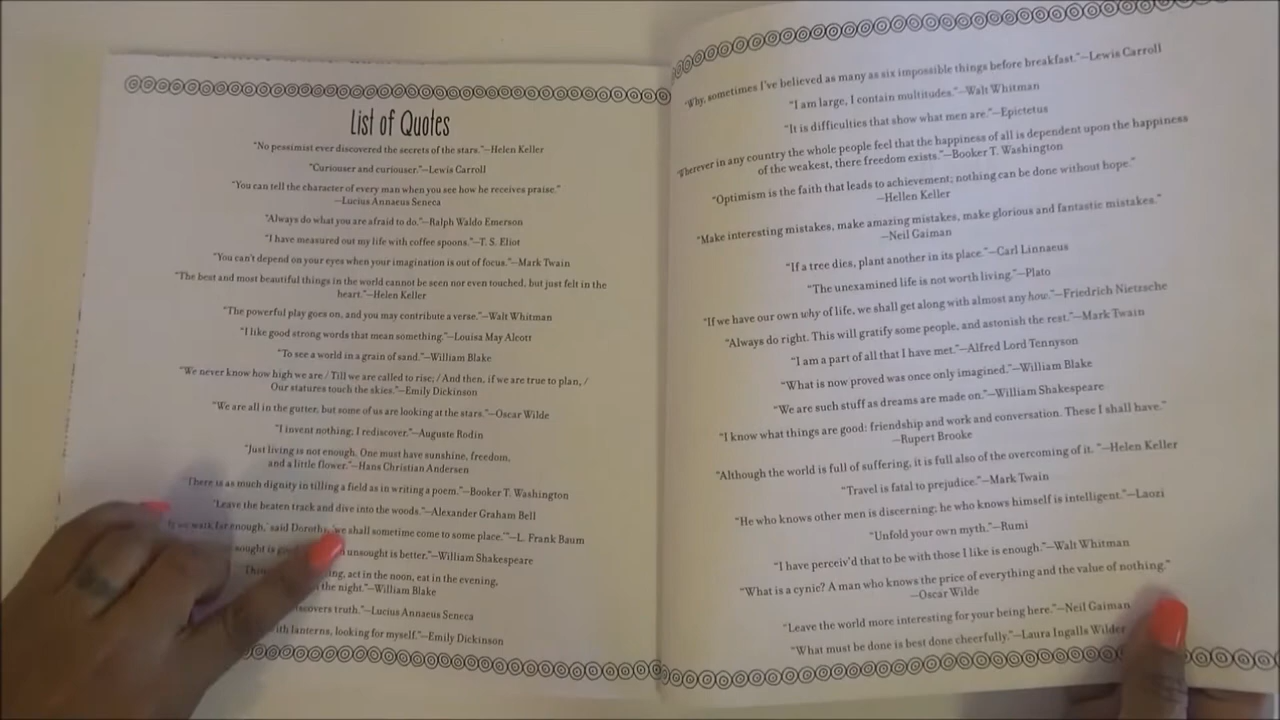 List of Quotes
"No pessimist ever discovered the secrets of the stars."—Helen Keller
"Curiouser and curiouser."—Lewis Carroll
"You can tell the character of every man when you see how he receives praise."
—Lucius Annaeus Seneca
"Always do what you are afraid to do."—Ralph Waldo Emerson
"I have measured out my life with coffee spoons."—T. S. Eliot
"You can't depend on your eyes when your imagination is out of focus."—Mark Twain
"The best and most beautiful things in the world cannot be seen nor even touched, but just felt in the
heart."—Helen Keller
"The powerful play goes on, and you may contribute a verse."—Walt Whitman
"I like good strong words that mean something."—Louisa May Alcott
"To see a world in a grain of sand."—William Blake
"We never know how high we are / Till we are called to rise; / And then, if we are true to plan, /
Our statures touch the skies."—Emily Dickinson
"We are all in the gutter, but some of us are looking at the stars."—Oscar Wilde
"I invent nothing; I rediscover."—Auguste Rodin
"Just living is not enough. One must have sunshine, freedom,
and a little flower."—Hans Christian Andersen
There is as much dignity in tilling a field as in writing a poem."—Booker T. Washington
"Leave the beaten track and dive into the woods."—Alexander Graham Bell
we walk far enough,' said Dorothy, 'we shall sometime come to some place.'"—L. Frank Baum
sought is unsought is better."—William Shakespeare
act in the noon, eat in the evening,
the night."—William Blake
truth."—Lucius Annaeus Seneca
lanterns, looking for myself."—Emily Dickinson
"Why, sometimes I've believed as many as six impossible things before breakfast."—Lewis Carroll
"I am large, I contain multitudes."—Walt Whitman
"It is difficulties that show what men are."—Epictetus
"Wherever in any country the whole people feel that the happiness of all is dependent upon the happiness
of the weakest, there freedom exists."—Booker T. Washington
"Optimism is the faith that leads to achievement; nothing can be done without hope."
—Hellen Keller
"Make interesting mistakes, make amazing mistakes, make glorious and fantastic mistakes."
—Neil Gaiman
"If a tree dies, plant another in its place."—Carl Linnaeus
"The unexamined life is not worth living."—Plato
"If we have our own why of life, we shall get along with almost any how."—Friedrich Nietzsche
"Always do right. This will gratify some people, and astonish the rest."—Mark Twain
"I am a part of all that I have met."—Alfred Lord Tennyson
"What is now proved was once only imagined."—William Blake
"We are such stuff as dreams are made on."—William Shakespeare
"I know what things are good: friendship and work and conversation. These I shall have."
—Rupert Brooke
"Although the world is full of suffering, it is full also of the overcoming of it. "—Helen Keller
"Travel is fatal to prejudice."—Mark Twain
"He who knows other men is discerning; he who knows himself is intelligent."—Laozi
"Unfold your own myth."—Rumi
"I have perceiv'd that to be with those I like is enough."—Walt Whitman
"What is a cynic? A man who knows the price of everything and the value of nothing."
—Oscar Wilde
"Leave the world more interesting for your being here."—Neil Gaiman
"What must be done is best done cheerfully."—Laura Ingalls Wilder